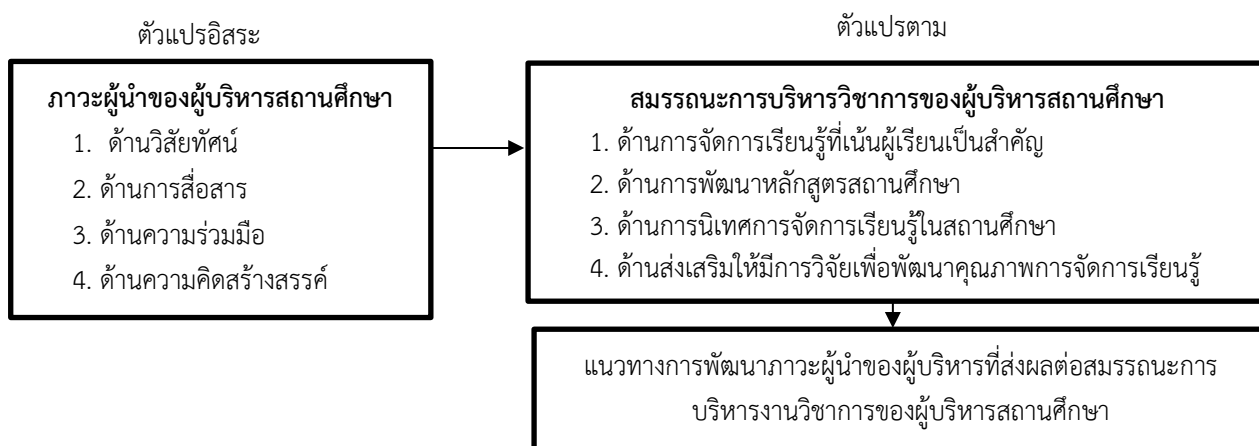 ตัวแปรอิสระ
ภาวะผู้นำของผู้บริหารสถานศึกษา
1. ด้านวิสัยทัศน์
2. ด้านการสื่อสาร
3. ด้านความร่วมมือ
4. ด้านความคิดสร้างสรรค์
ตัวแปรตาม
สมรรถนะการบริหารวิชาการของผู้บริหารสถานศึกษา
1. ด้านการจัดการเรียนรู้ที่เน้นผู้เรียนเป็นสำคัญ
2. ด้านการพัฒนาหลักสูตรสถานศึกษา
3. ด้านการนิเทศการจัดการเรียนรู้ในสถานศึกษา
4. ด้านส่งเสริมให้มีการวิจัยเพื่อพัฒนาคุณภาพการจัดการเรียนรู้
แนวทางการพัฒนาภาวะผู้นำของผู้บริหารที่ส่งผลต่อสมรรถนะการ
บริหารงานวิชาการของผู้บริหารสถานศึกษา